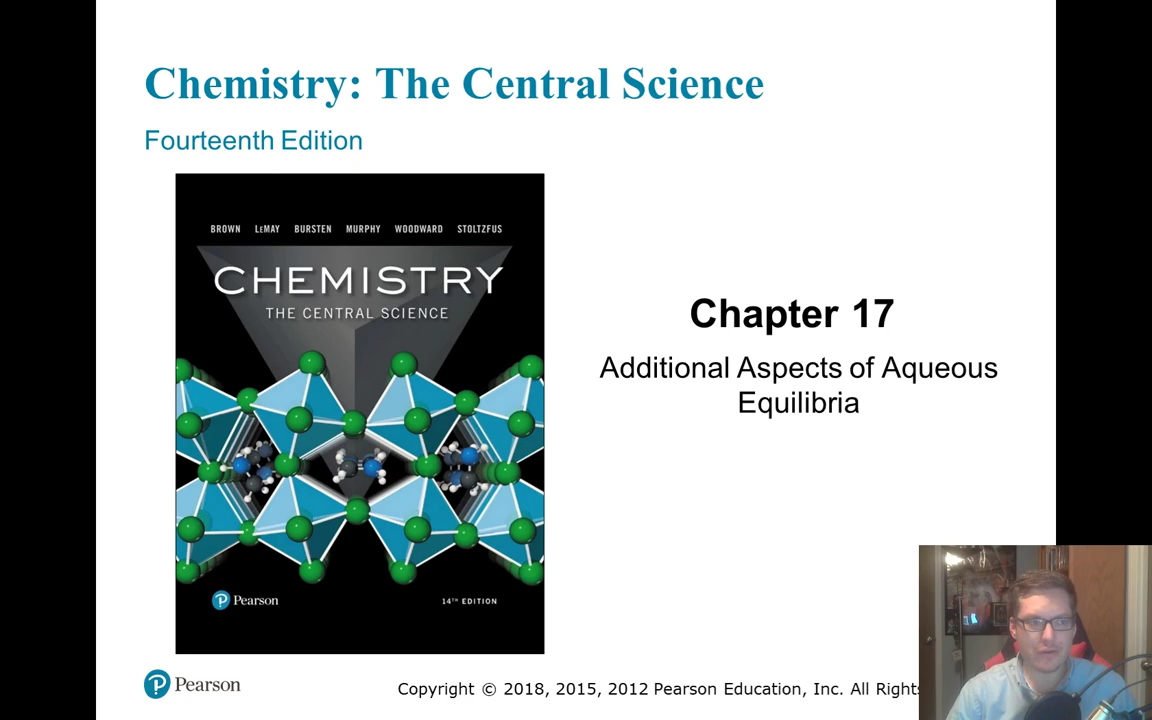 Chemistry: The Central Science
Fourteenth Edition
BROWN LEMAY BURSTEN MURPHY WOODWARD STOLTZFUS
CHEMISTRY
THE CENTRAL SCIENCE
Pearson
14TH EDITION
Chapter 17
Additional Aspects of Aqueous
Equilibria
Pearson
Copyright © 2018, 2015, 2012 Pearson Education, Inc. All Rights